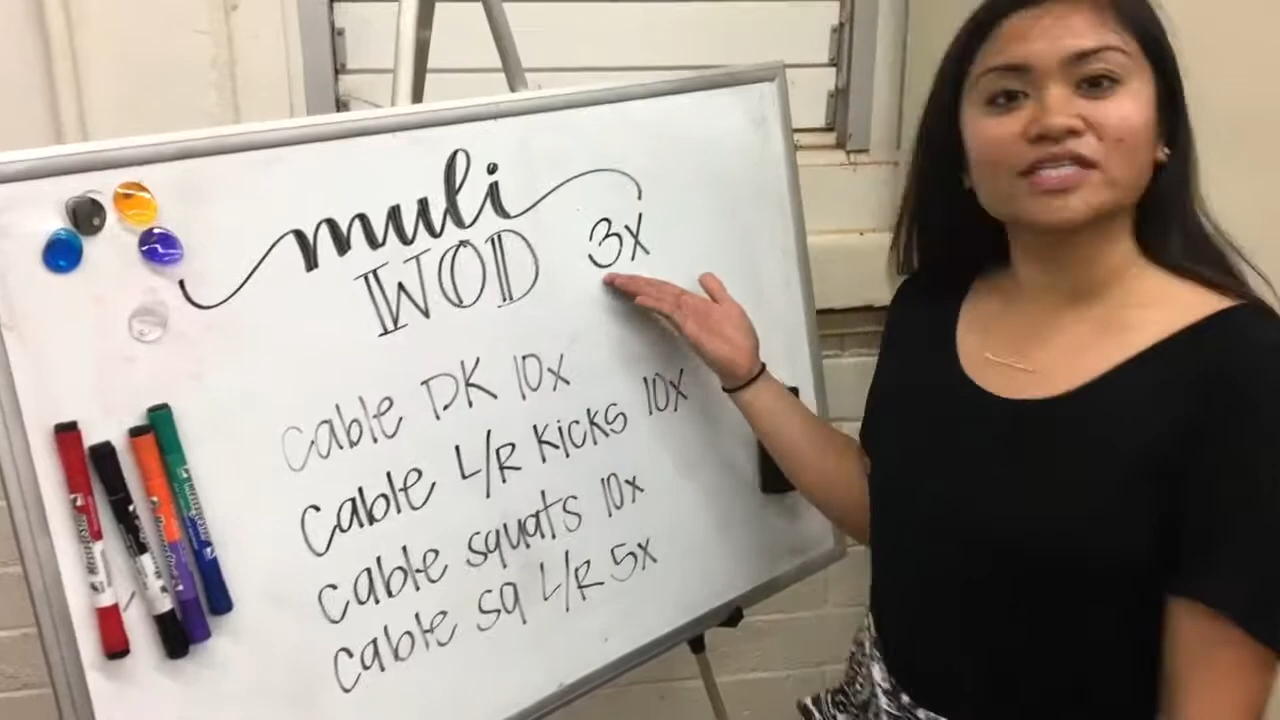 muli
WOD 3x
cable DK 10x
cable L/R kicks 10x
cable squats 10x
cable sq L/R 5x